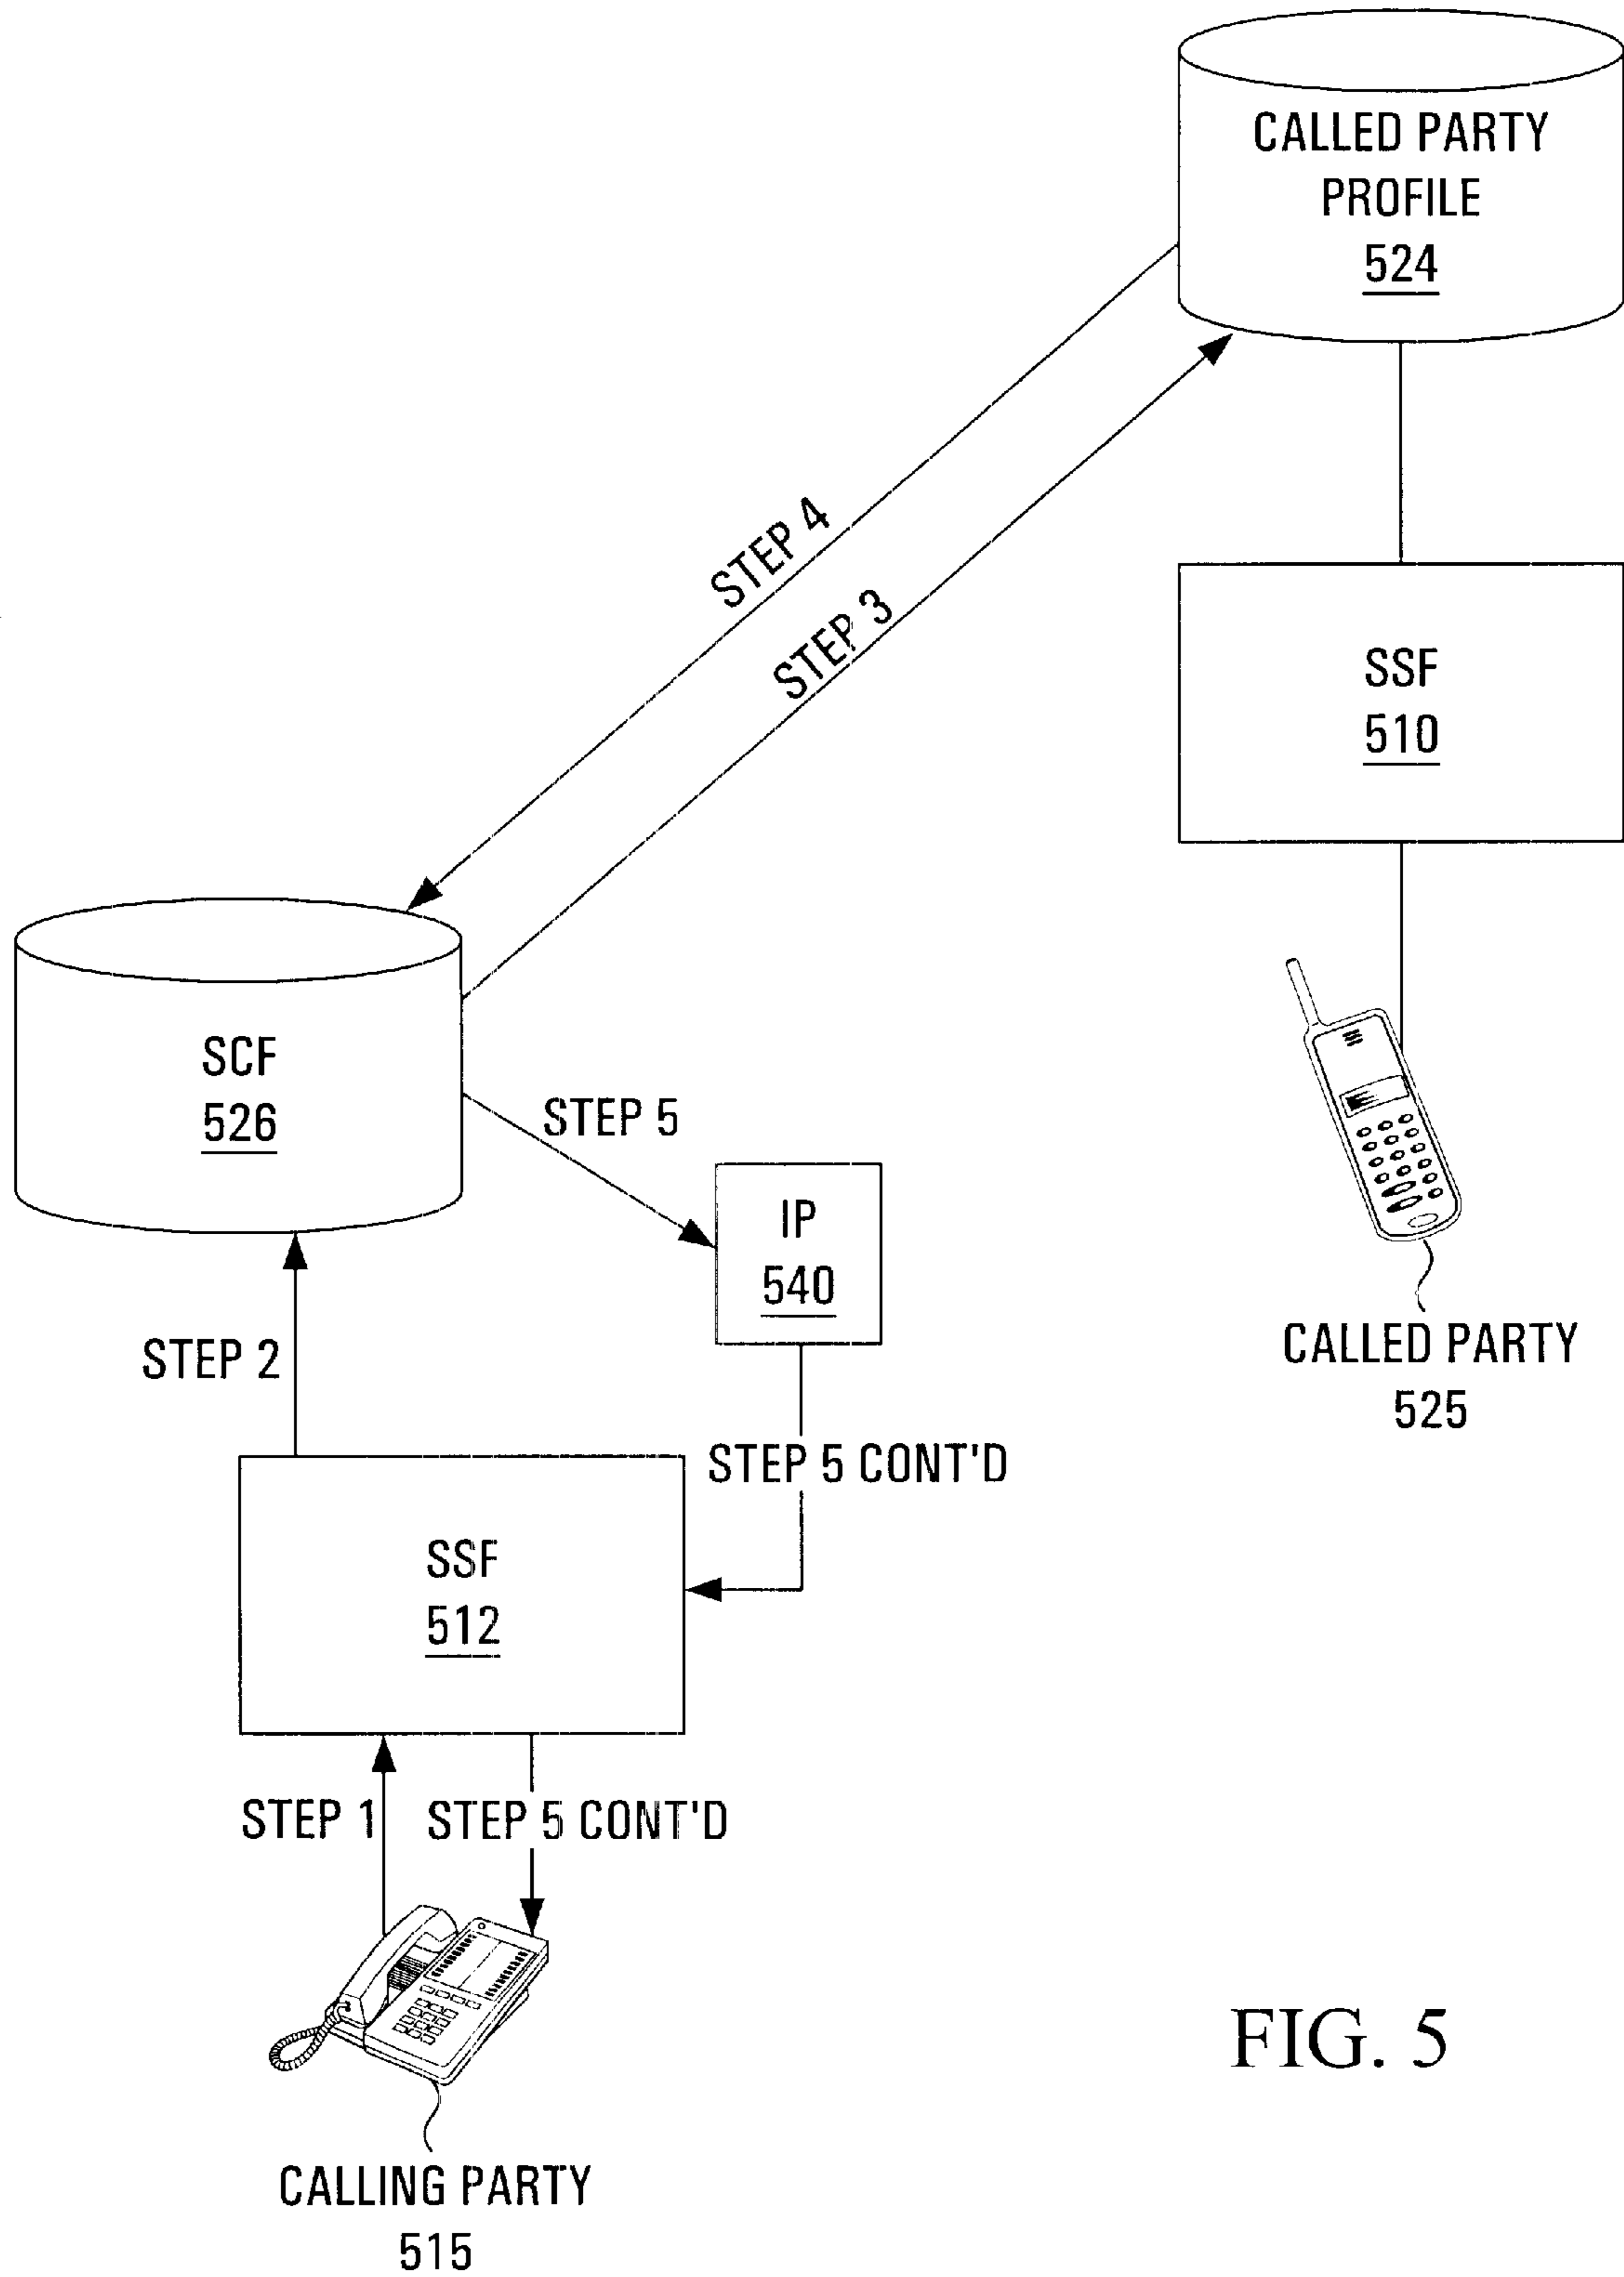 CALLED PARTY
PROFILE
524
STEP 4
STEP 3
SSF
510
SCF
526
STEP 5
IP
540
CALLED PARTY
525
STEP 2
STEP 5 CONT'D
SSF
512
STEP 1
STEP 5 CONT'D
CALLING PARTY
515
FIG. 5